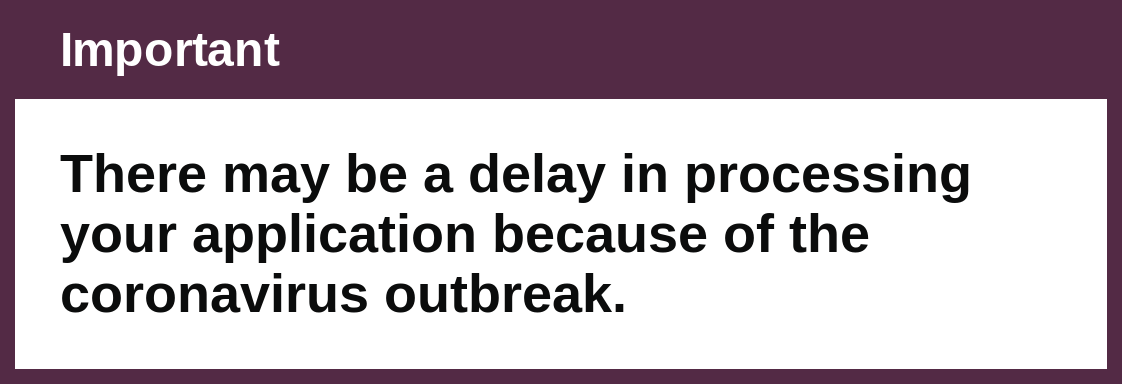 Important
There may be a delay in processing
your application because of the
coronavirus outbreak.